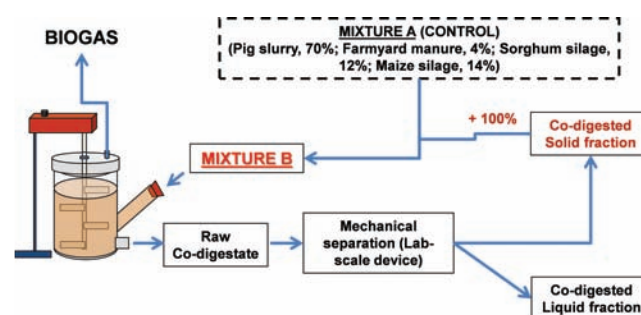 BIOGAS
MIXTURE A (CONTROL)
(Pig slurry, 70%; Farmyard manure, 4%; Sorghum silage,
12%; Maize silage, 14%)
+ 100%
Co-digested
Solid fraction
MIXTURE B
Raw
Co-digestate
Mechanical
separation (Lab-
scale device)
Co-digested
Liquid fraction